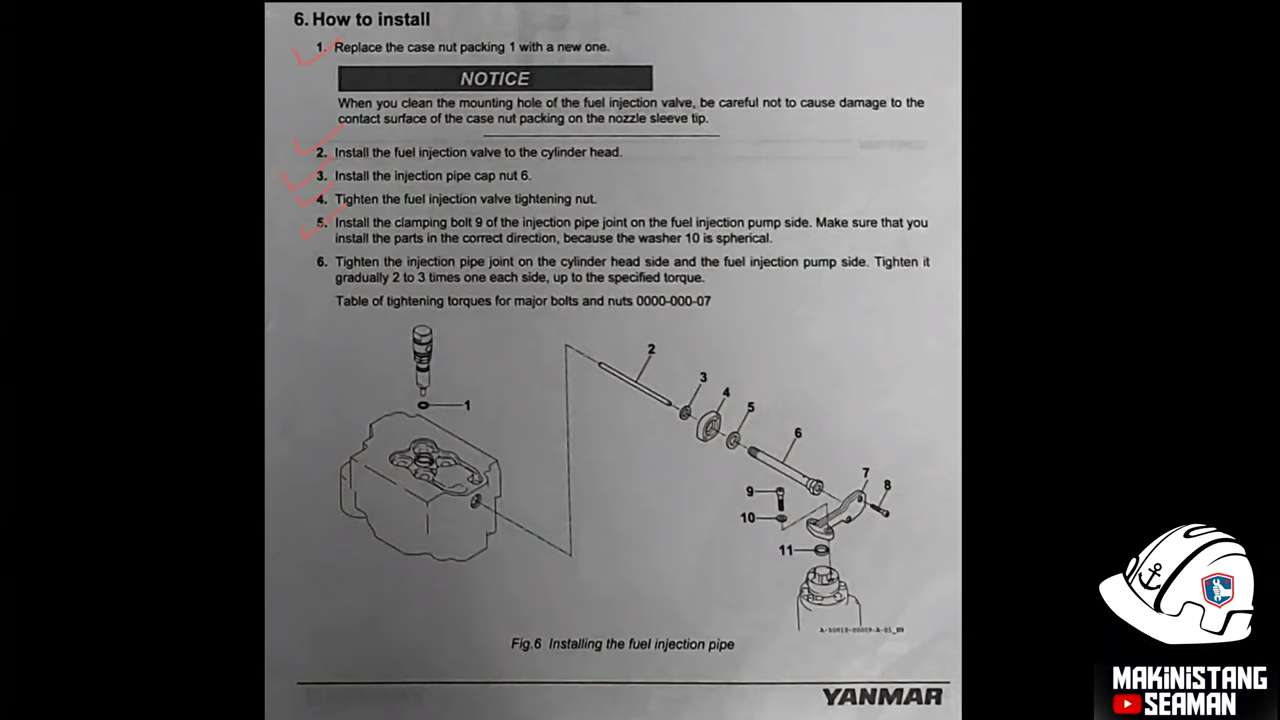 6. How to install
1. Replace the case nut packing 1 with a new one.
NOTICE
When you clean the mounting hole of the fuel injection valve, be careful not to cause damage to the
contact surface of the case nut packing on the nozzle sleeve tip.
2. Install the fuel injection valve to the cylinder head.
3. Install the injection pipe cap nut 6.
4. Tighten the fuel injection valve tightening nut.
5. Install the clamping bolt 9 of the injection pipe joint on the fuel injection pump side. Make sure that you
install the parts in the correct direction, because the washer 10 is spherical.
6. Tighten the injection pipe joint on the cylinder head side and the fuel injection pump side. Tighten it
gradually 2 to 3 times one each side, up to the specified torque.
Table of tightening torques for major bolts and nuts 0000-000-07
1
2
3
4
5
6
7
8
9
10
11
Fig.6 Installing the fuel injection pipe
YANMAR
MAKINISTANG
SEAMAN